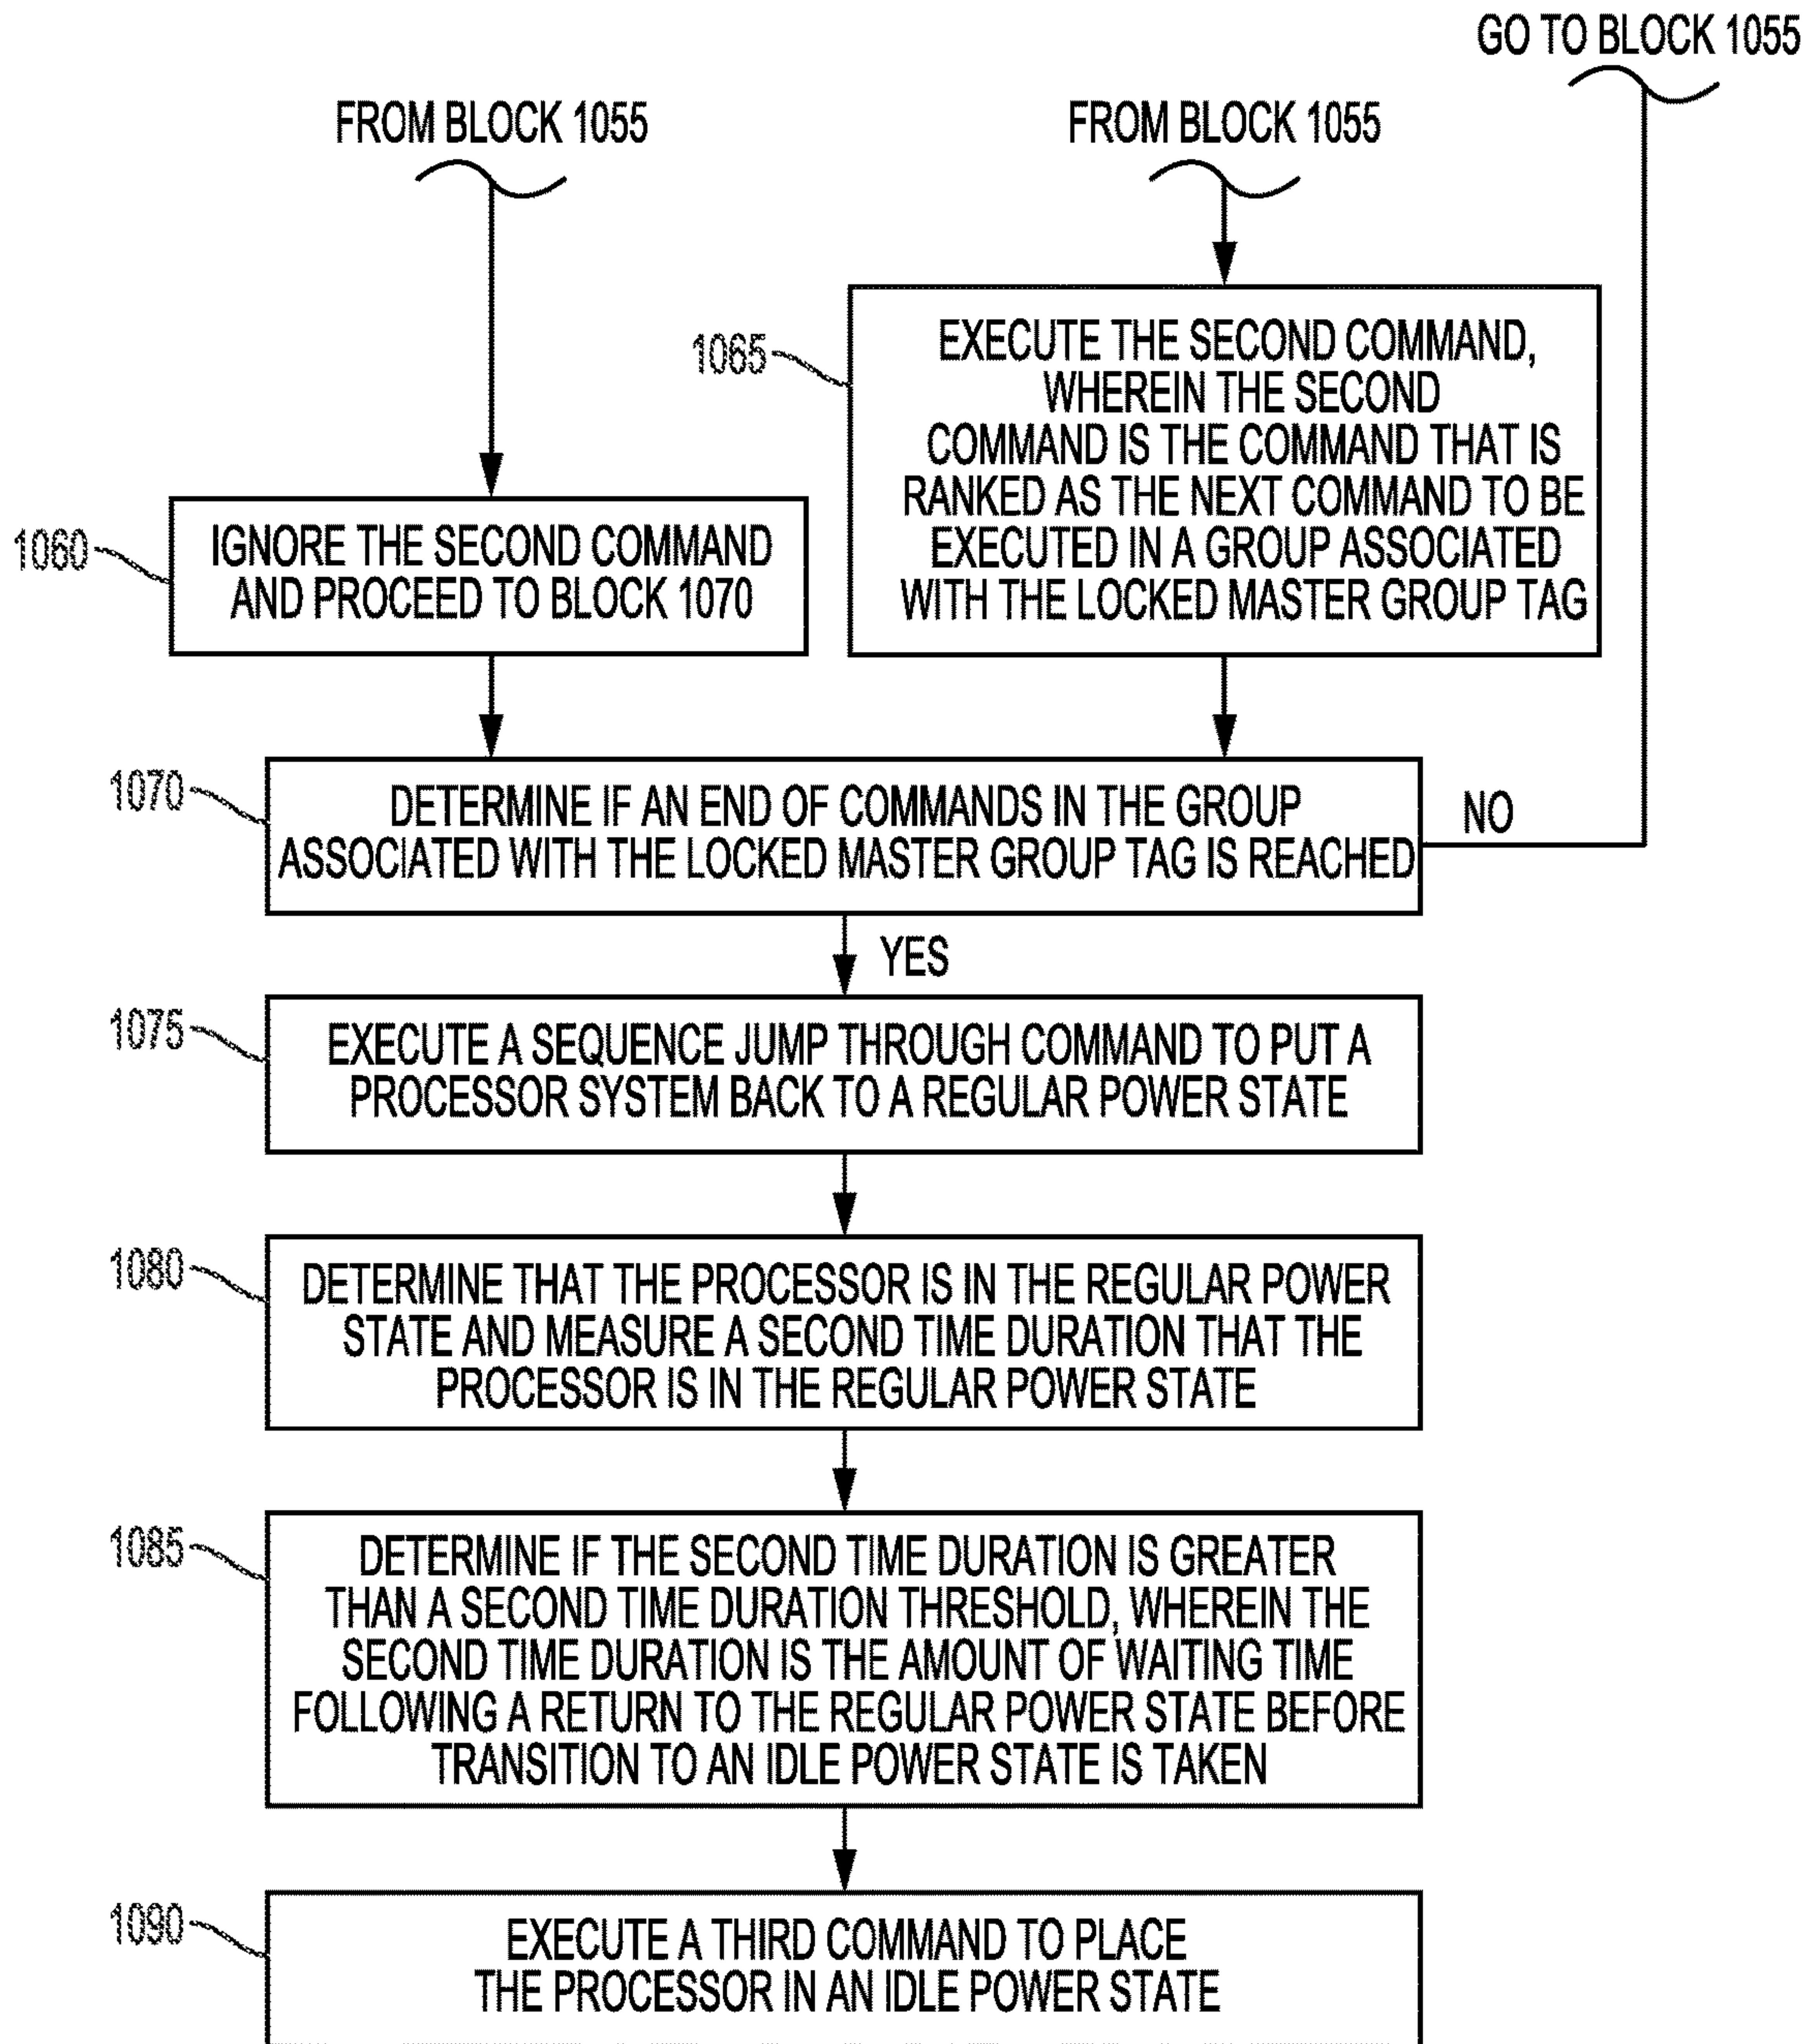 GO TO BLOCK 1055
FROM BLOCK 1055
FROM BLOCK 1055
1065
EXECUTE THE SECOND COMMAND,
WHEREIN THE SECOND
COMMAND IS THE COMMAND THAT IS
RANKED AS THE NEXT COMMAND TO BE
EXECUTED IN A GROUP ASSOCIATED
WITH THE LOCKED MASTER GROUP TAG
1060
IGNORE THE SECOND COMMAND
AND PROCEED TO BLOCK 1070
1070
DETERMINE IF AN END OF COMMANDS IN THE GROUP
ASSOCIATED WITH THE LOCKED MASTER GROUP TAG IS REACHED
NO
YES
1075
EXECUTE A SEQUENCE JUMP THROUGH COMMAND TO PUT A
PROCESSOR SYSTEM BACK TO A REGULAR POWER STATE
1080
DETERMINE THAT THE PROCESSOR IS IN THE REGULAR POWER
STATE AND MEASURE A SECOND TIME DURATION THAT THE
PROCESSOR IS IN THE REGULAR POWER STATE
1085
DETERMINE IF THE SECOND TIME DURATION IS GREATER
THAN A SECOND TIME DURATION THRESHOLD, WHEREIN THE
SECOND TIME DURATION IS THE AMOUNT OF WAITING TIME
FOLLOWING A RETURN TO THE REGULAR POWER STATE BEFORE
TRANSITION TO AN IDLE POWER STATE IS TAKEN
1090
EXECUTE A THIRD COMMAND TO PLACE
THE PROCESSOR IN AN IDLE POWER STATE